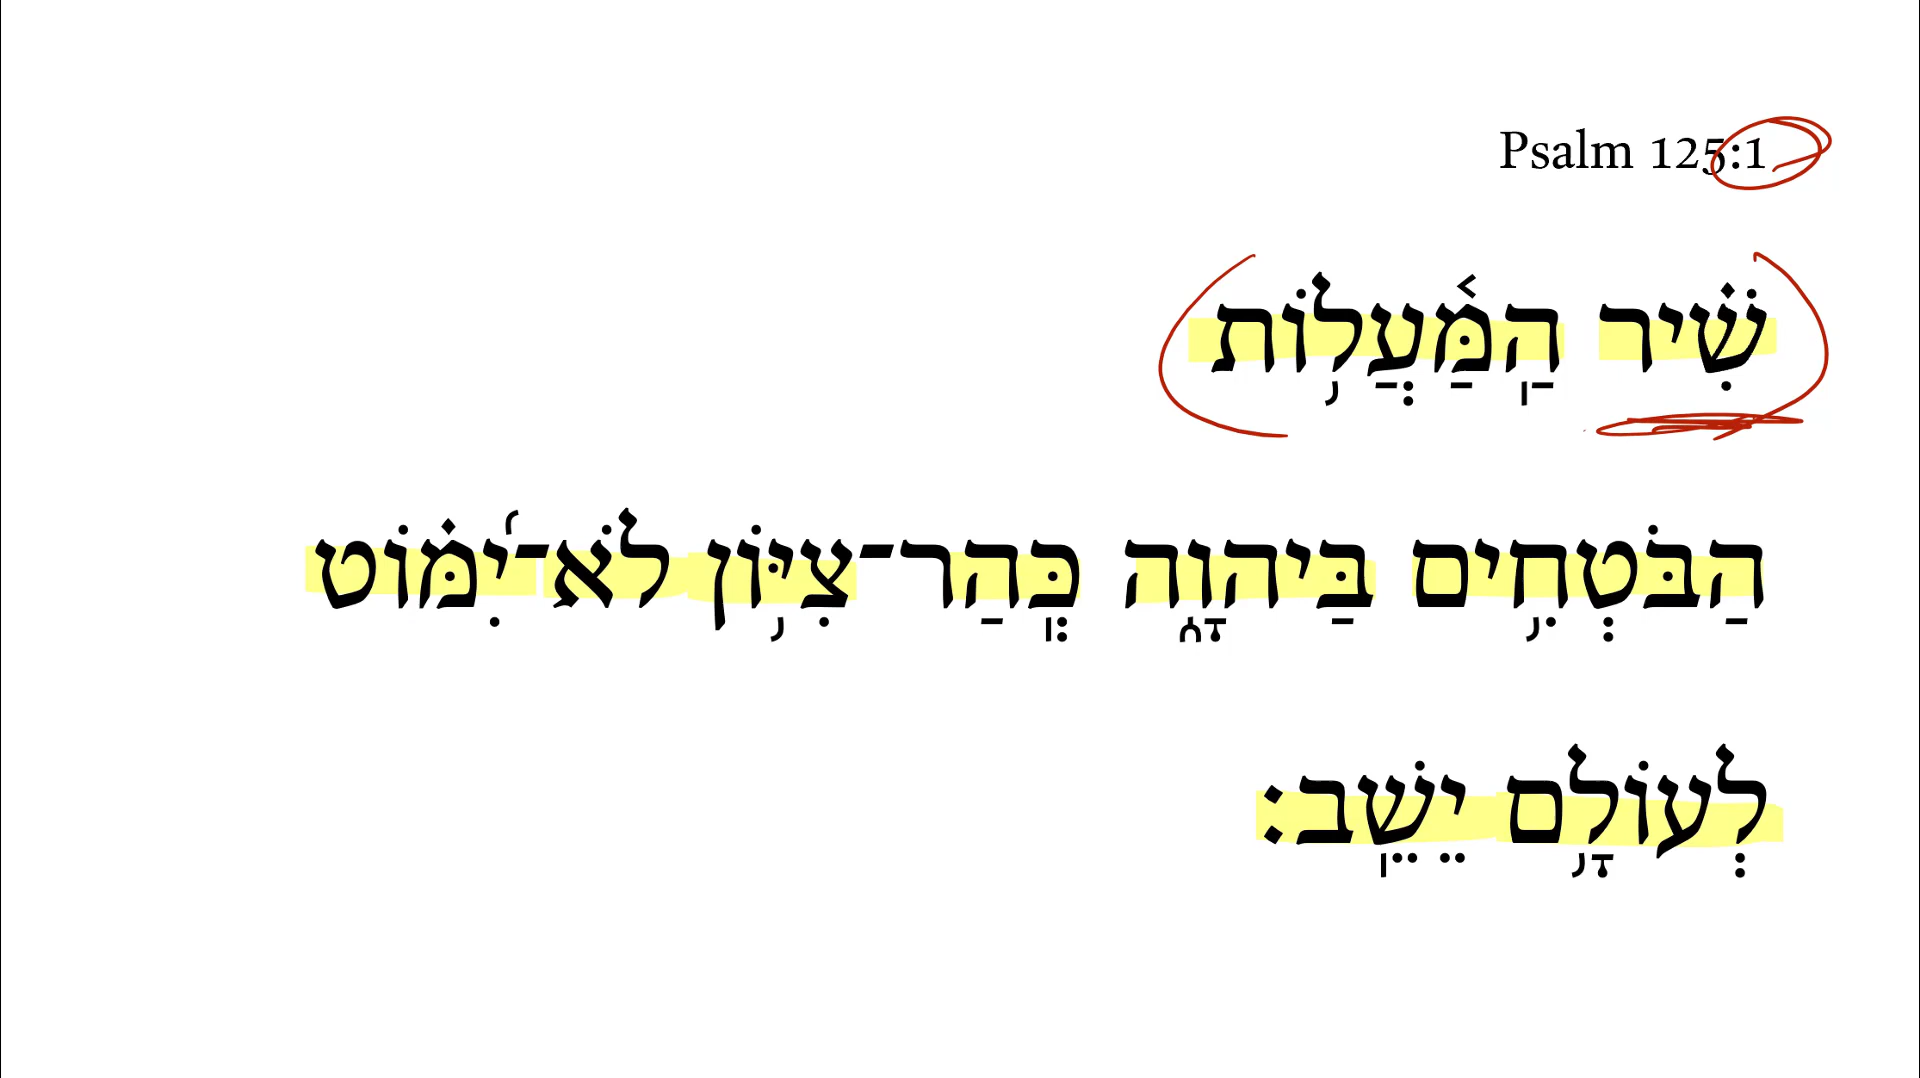 Psalm 125:1
שִׁ֗יר הַֽמַּ֫עֲל֥וֹת
הַבֹּטְחִ֥ים בַּיהוָ֑ה כְּֽהַר־צִיּ֥וֹן לֹא־יִ֝מּ֗וֹט
לְעוֹלָ֥ם יֵשֵֽׁב׃